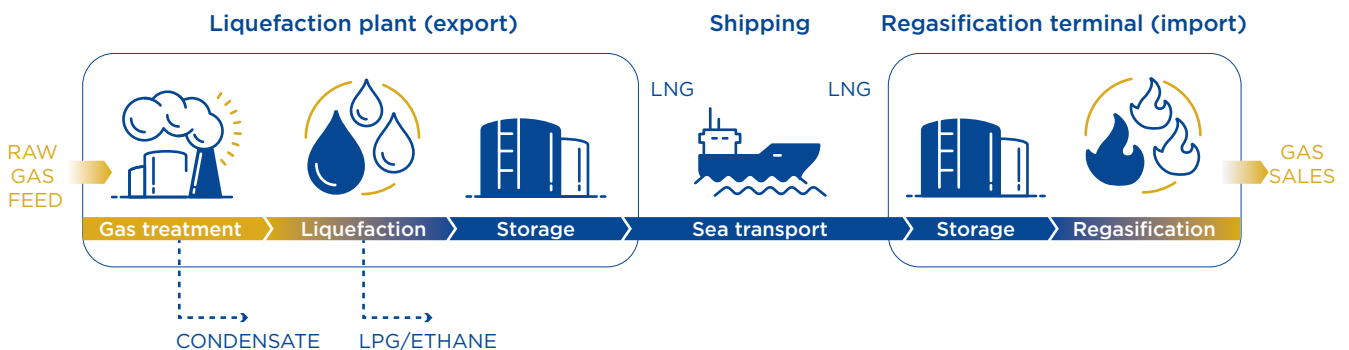 Liquefaction plant (export)
Shipping
Regasification terminal (import)
LNG
LNG
RAW
GAS
FEED
GAS
SALES
Gas treatment
Liquefaction
Storage
Sea transport
Storage
Regasification
CONDENSATE
LPG/ETHANE